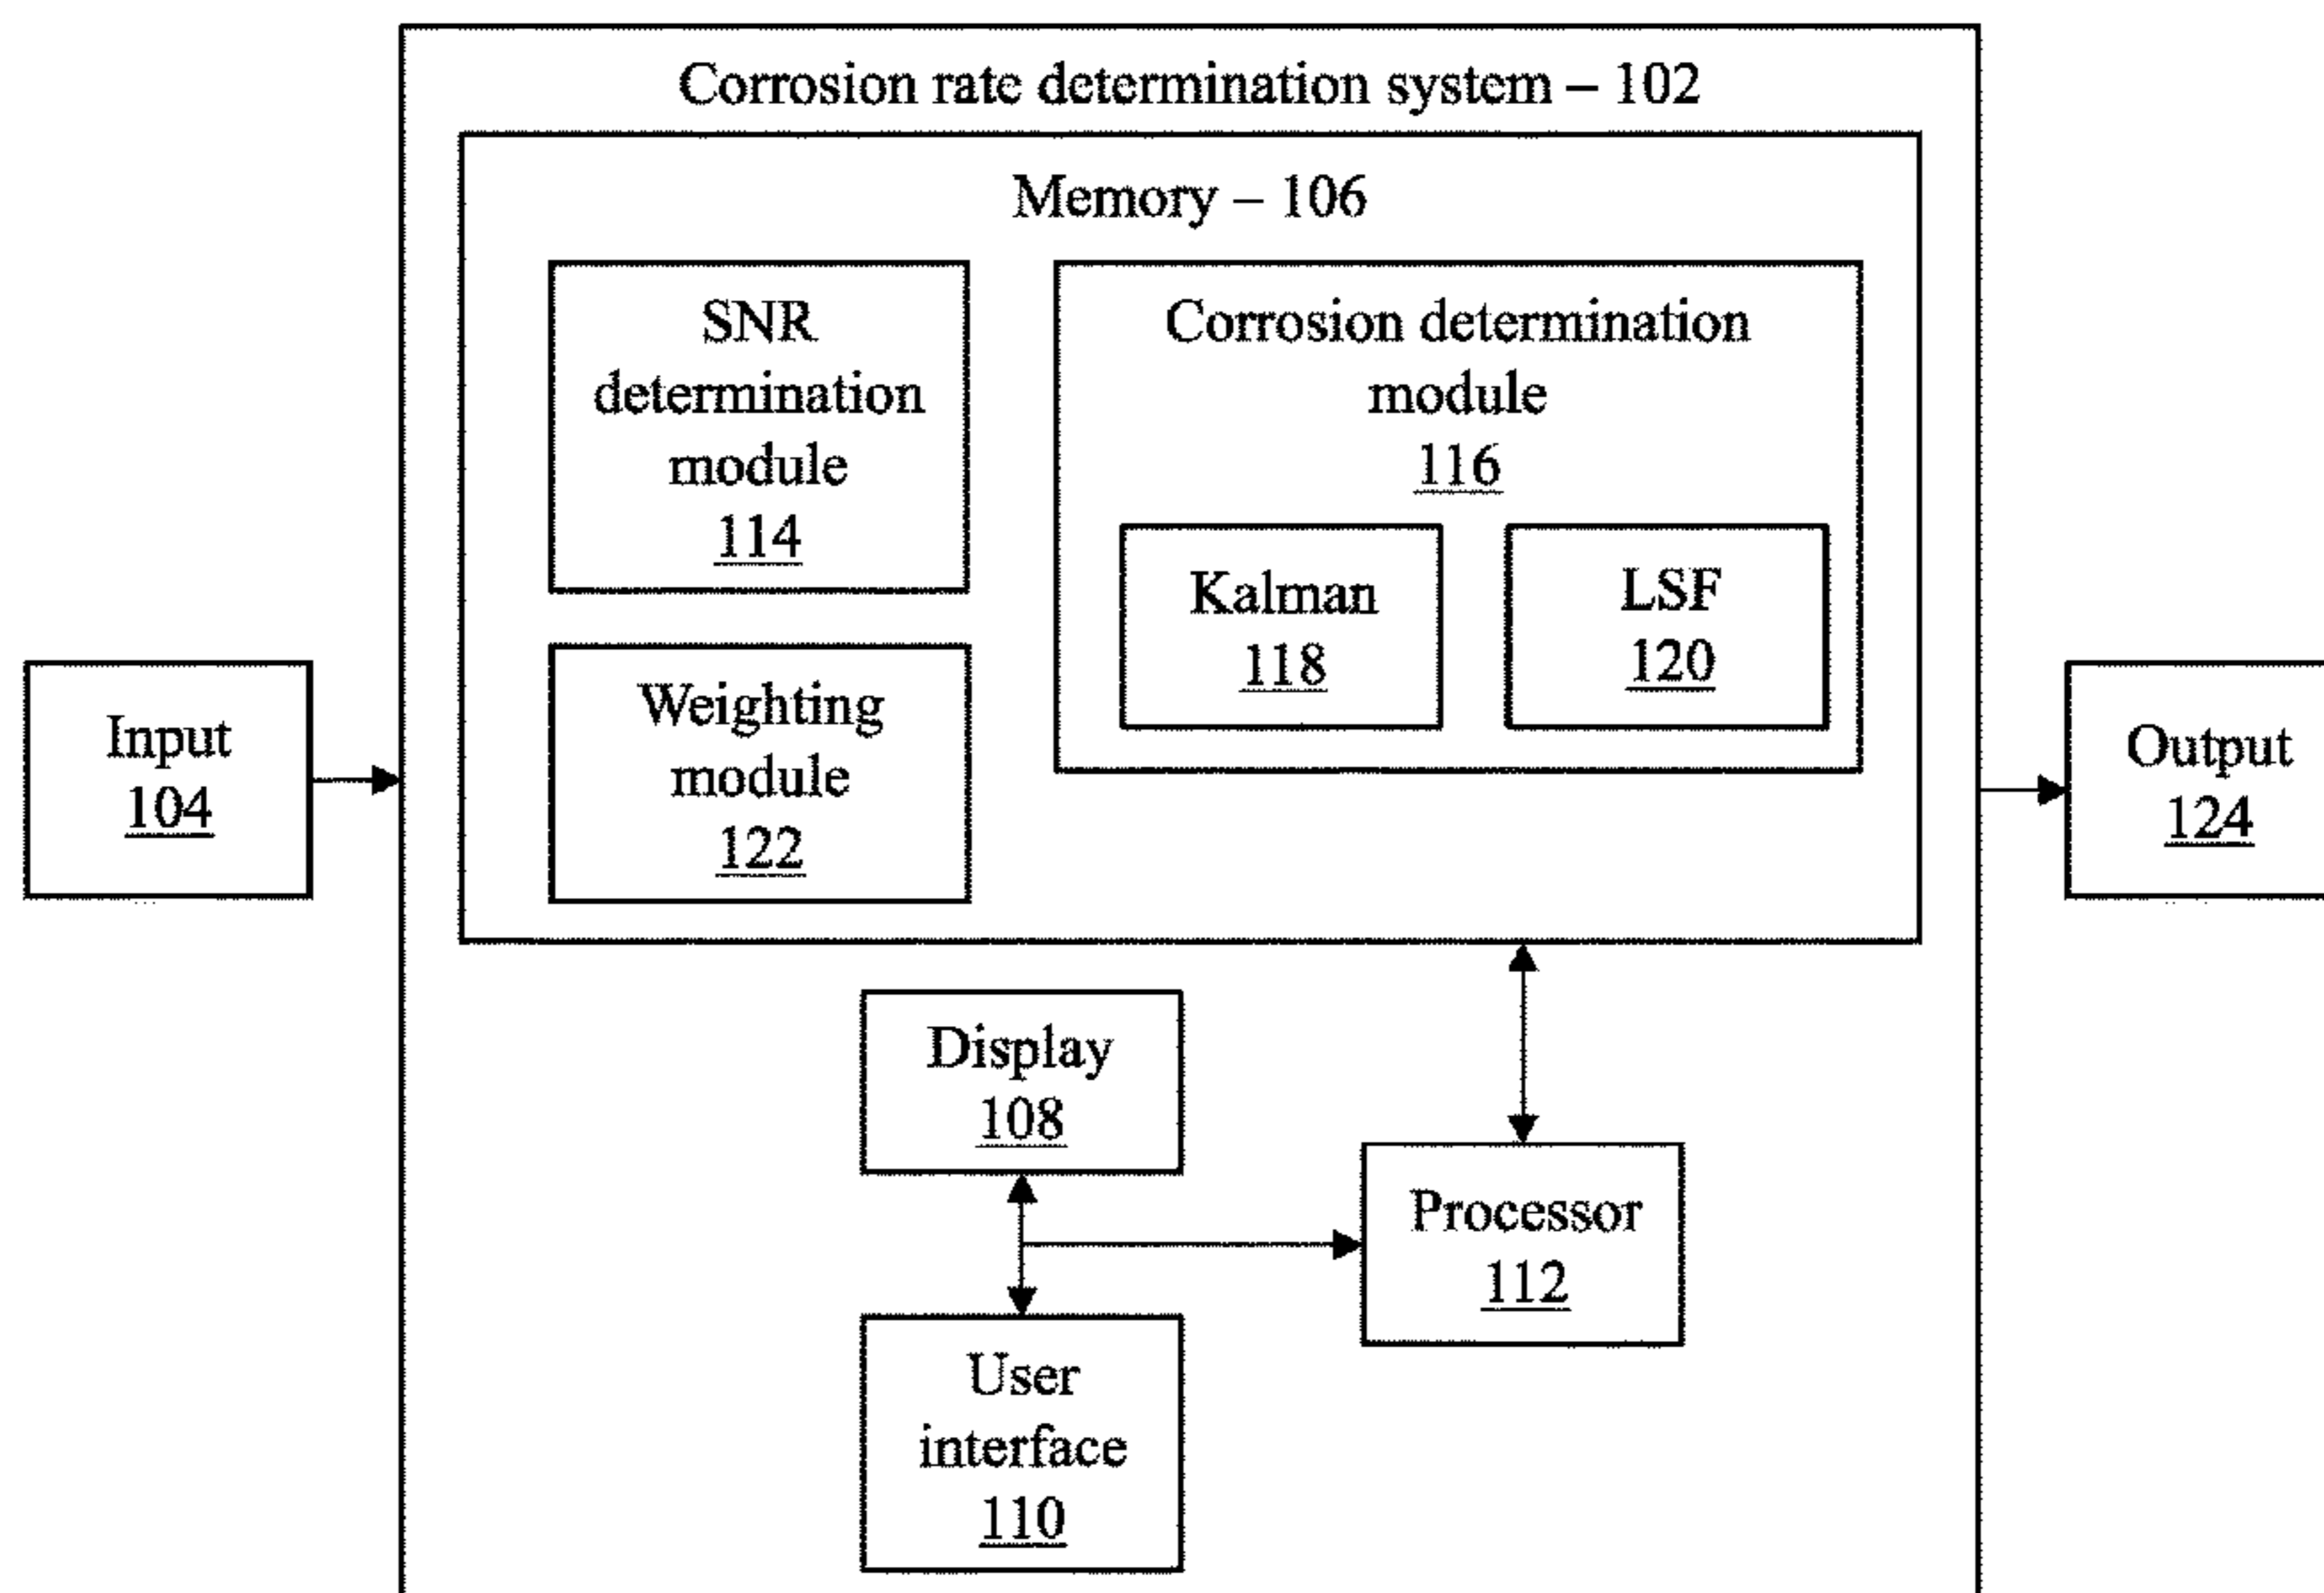 Corrosion rate determination system – 102
Memory – 106
SNR
determination
module
114
Corrosion determination
module
116
Kalman
118
LSF
120
Weighting
module
122
Input
104
Output
124
Display
108
Processor
112
User
interface
110